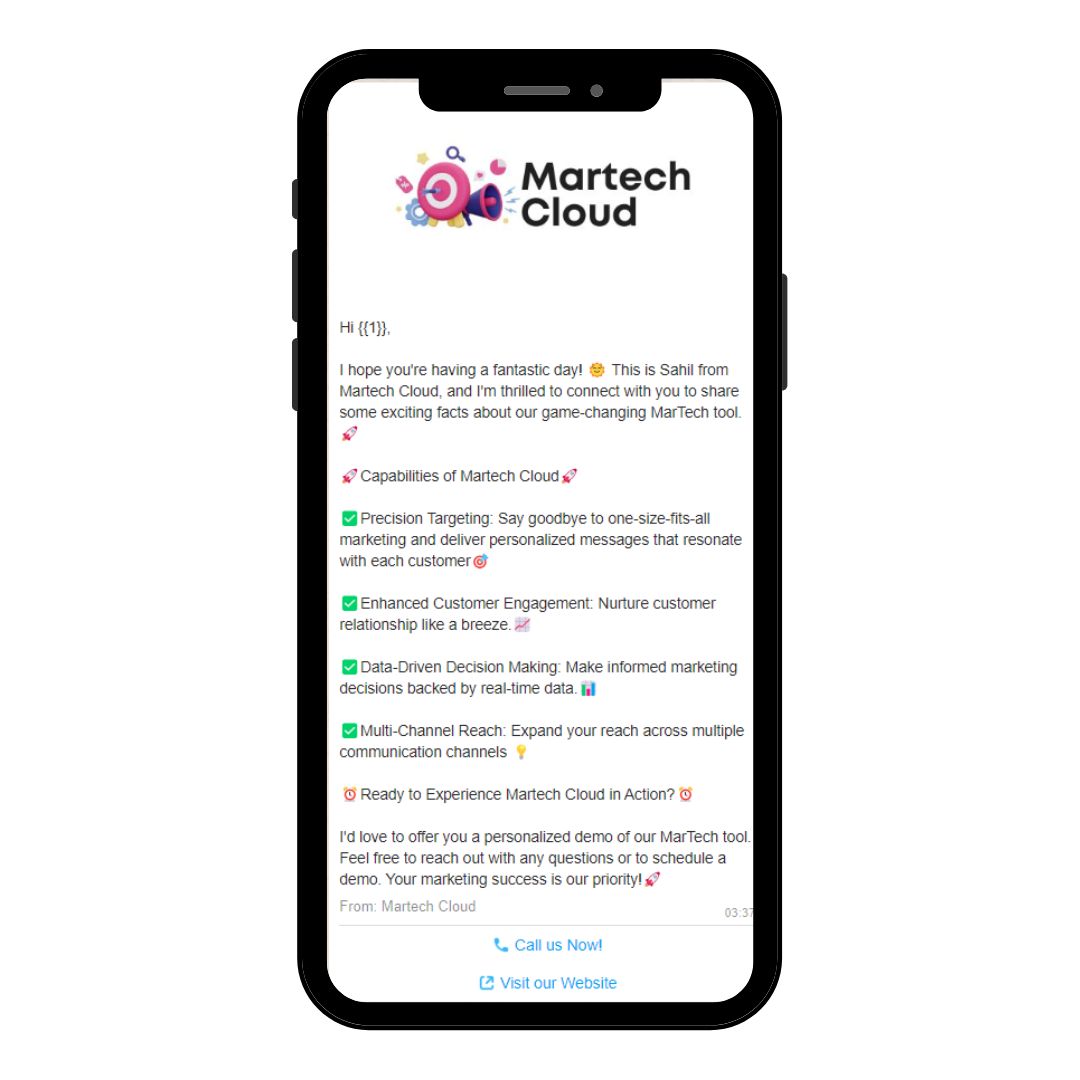 Martech
Cloud
Hi {{1}},
I hope you're having a fantastic day! 🌞 This is Sahil from
Martech Cloud, and I'm thrilled to connect with you to share
some exciting facts about our game-changing MarTech tool.
🚀
🚀Capabilities of Martech Cloud🚀
✅Precision Targeting: Say goodbye to one-size-fits-all
marketing and deliver personalized messages that resonate
with each customer🎯
✅Enhanced Customer Engagement: Nurture customer
relationship like a breeze.📈
✅Data-Driven Decision Making: Make informed marketing
decisions backed by real-time data.📊
✅Multi-Channel Reach: Expand your reach across multiple
communication channels 💡
⏰Ready to Experience Martech Cloud in Action?⏰
I'd love to offer you a personalized demo of our MarTech tool.
Feel free to reach out with any questions or to schedule a
demo. Your marketing success is our priority!🚀
From: Martech Cloud
03:37
Call us Now!
Visit our Website